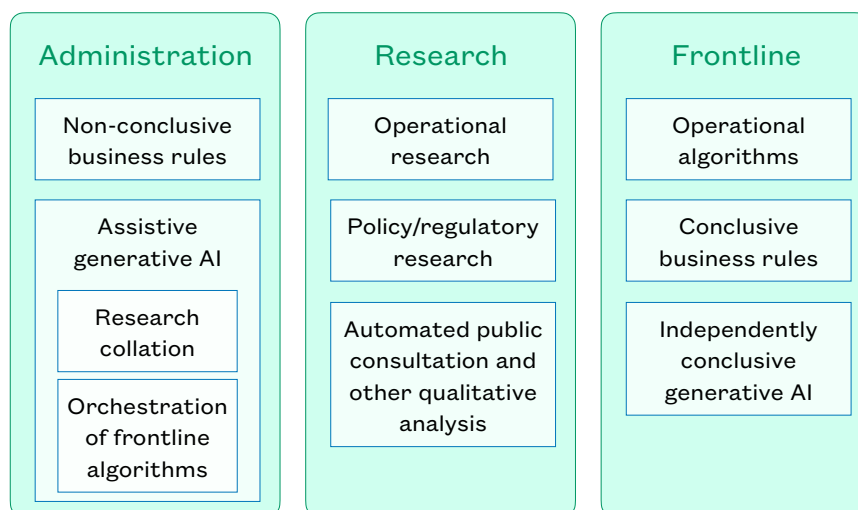 Administration
Non-conclusive
business rules
Assistive
generative AI
Research
collation
Orchestration
of frontline
algorithms
Research
Operational
research
Policy/regulatory
research
Automated public
consultation and
other qualitative
analysis
Frontline
Operational
algorithms
Conclusive
business rules
Independently
conclusive
generative AI